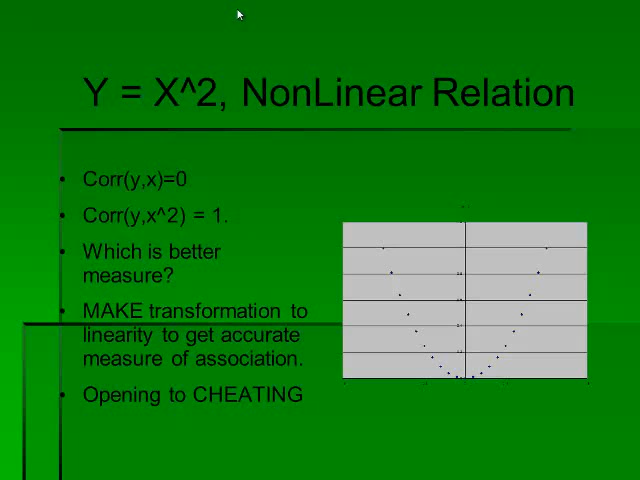 Y = X^2, NonLinear Relation
• Corr(y,x)=0
• Corr(y,x^2) = 1.
• Which is better
measure?
• MAKE transformation to
linearity to get accurate
measure of association.
• Opening to CHEATING